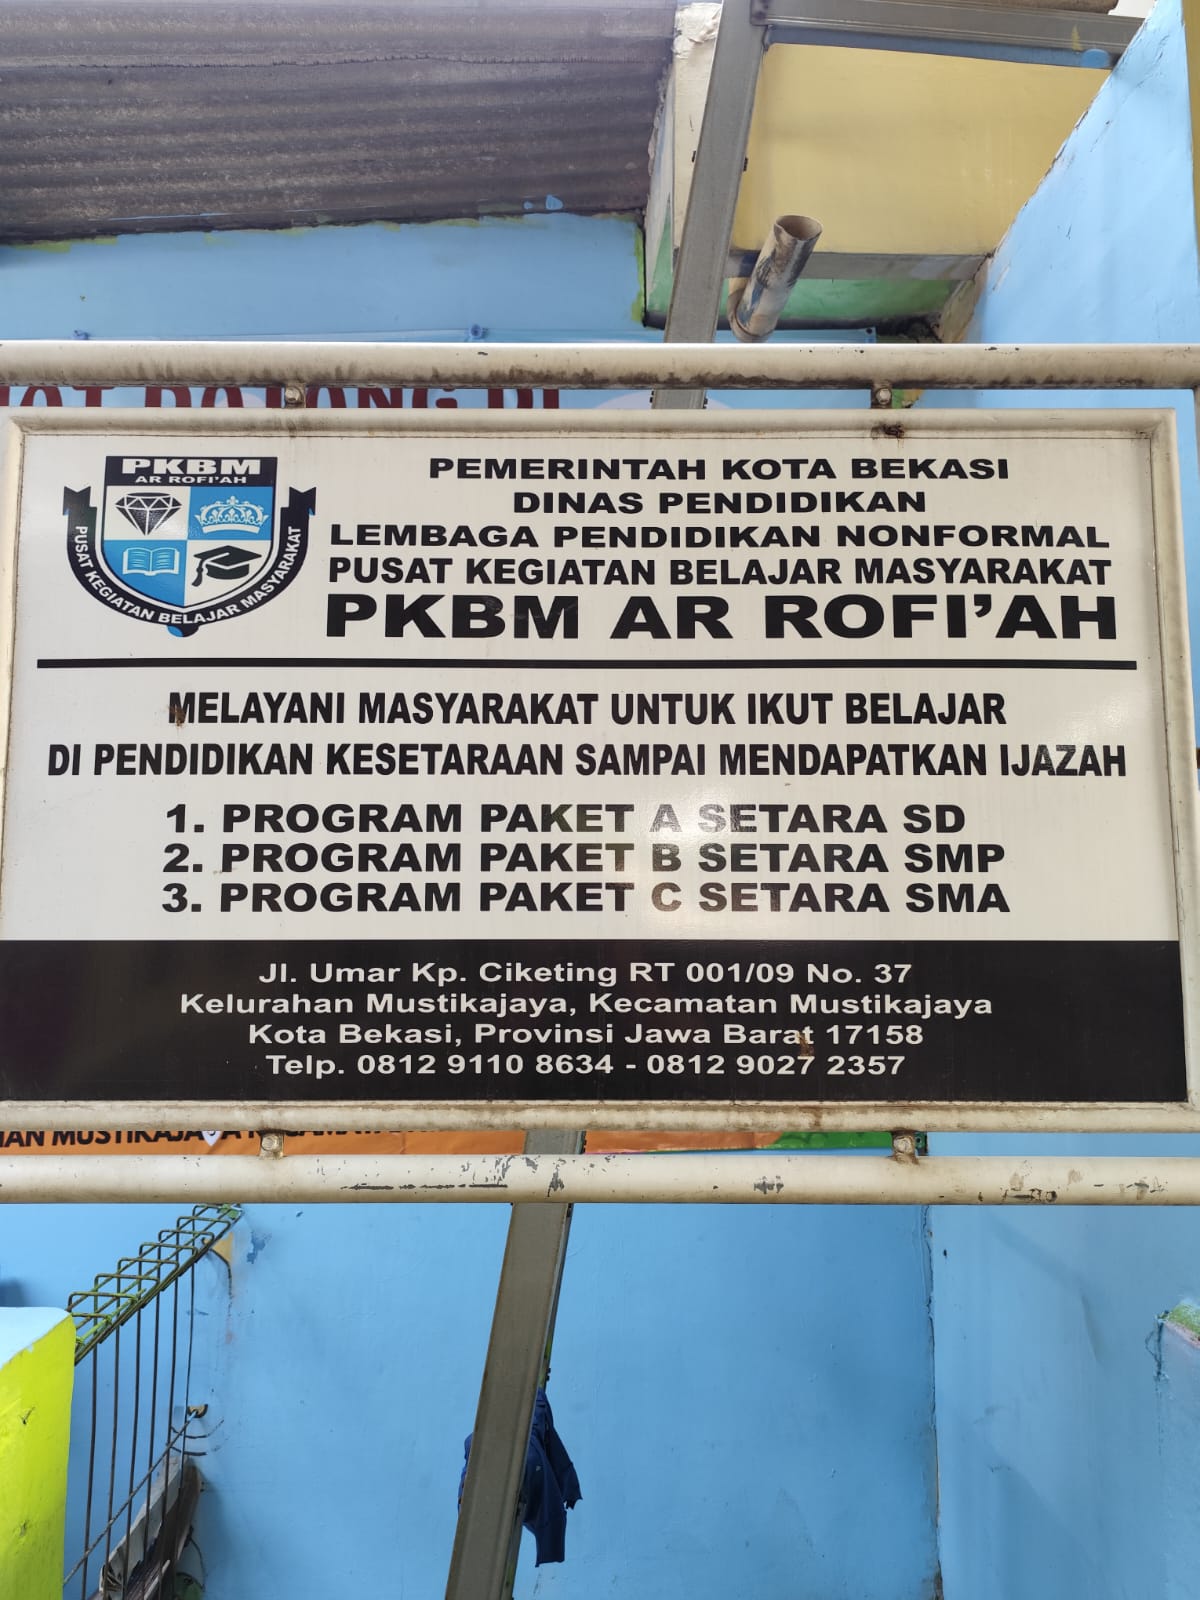 SELAMAT DATANG DI
PKBM
AR ROFI'AH
PUSAT KEGIATAN BELAJAR MASYARAKAT
PEMERINTAH KOTA BEKASI
DINAS PENDIDIKAN
LEMBAGA PENDIDIKAN NONFORMAL
PUSAT KEGIATAN BELAJAR MASYARAKAT
PKBM AR ROFI'AH
MELAYANI MASYARAKAT UNTUK IKUT BELAJAR
DI PENDIDIKAN KESETARAAN SAMPAI MENDAPATKAN IJAZAH
1. PROGRAM PAKET A SETARA SD
2. PROGRAM PAKET B SETARA SMP
3. PROGRAM PAKET C SETARA SMA
Jl. Umar Kp. Ciketing RT 001/09 No. 37
Kelurahan Mustikajaya, Kecamatan Mustikajaya
Kota Bekasi, Provinsi Jawa Barat 17158
Telp. 0812 9110 8634 - 0812 9027 2357
MUSTIKAJAYA